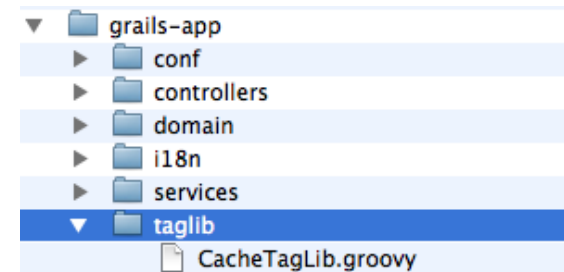 grails-app
conf
controllers
domain
i18n
services
taglib
CacheTagLib.groovy